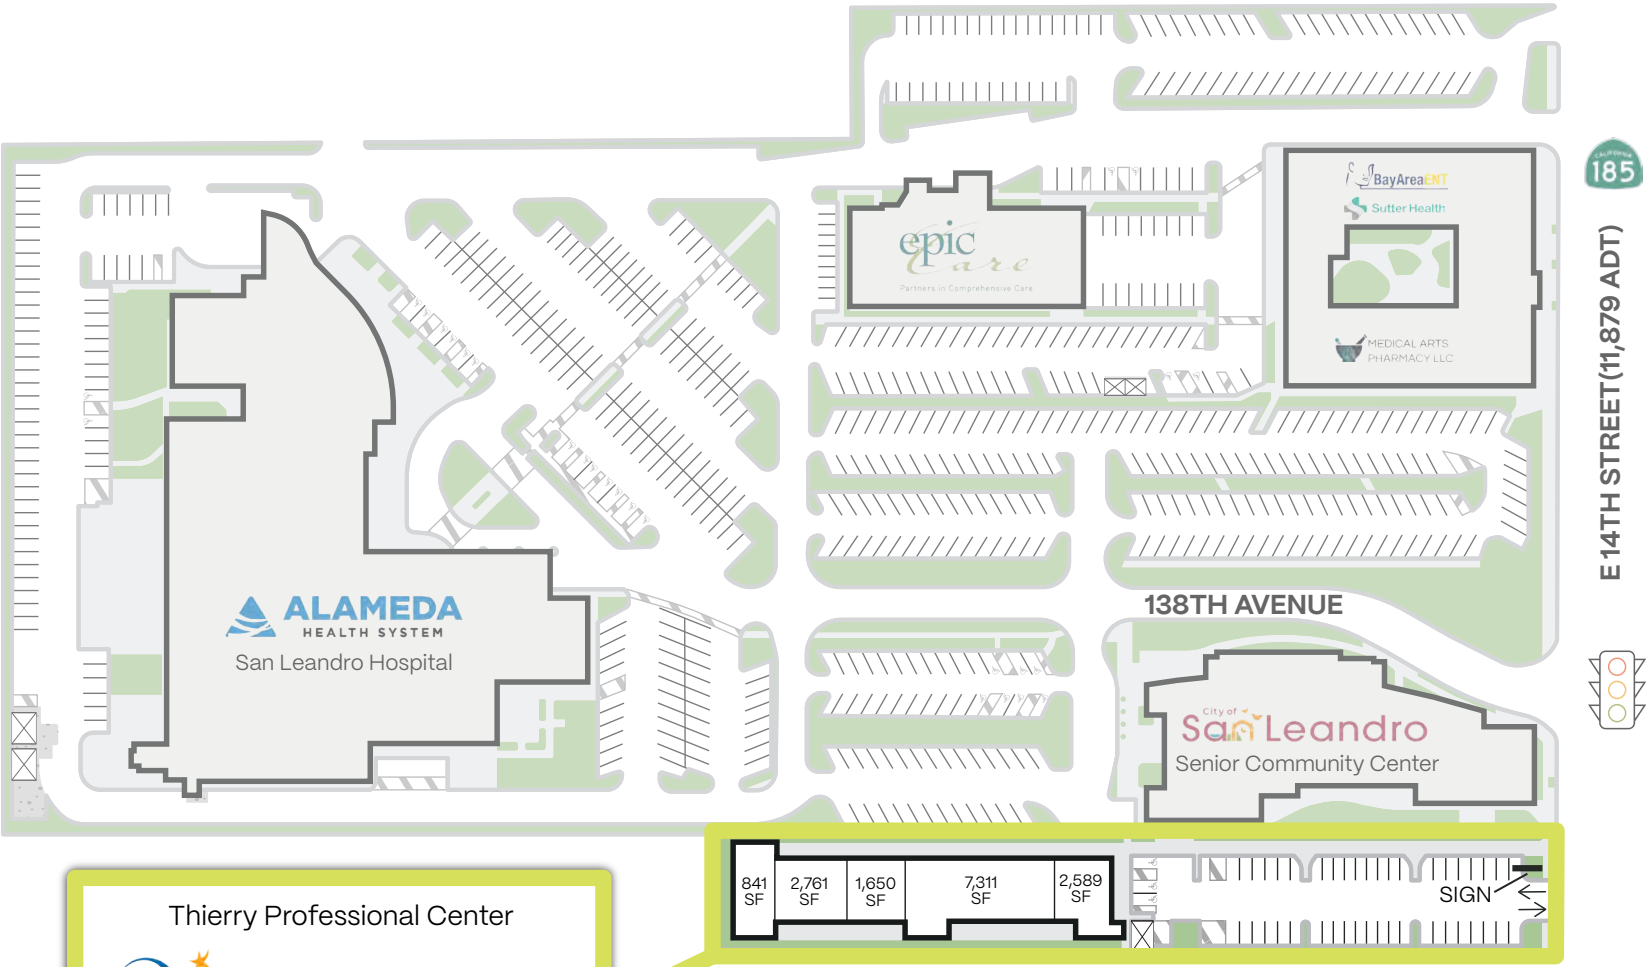 CALIFORNIA
185
BayAreaENT
Sutter Health
epic
Care
Partners in Comprehensive Care
MEDICAL ARTS
PHARMACY LLC
E 14TH STREET (11,879 ADT)
138TH AVENUE
ALAMEDA
HEALTH SYSTEM
San Leandro Hospital
City of
San Leandro
Senior Community Center
841
SF
2,761
SF
1,650
SF
7,311
SF
2,589
SF
SIGN
Thierry Professional Center